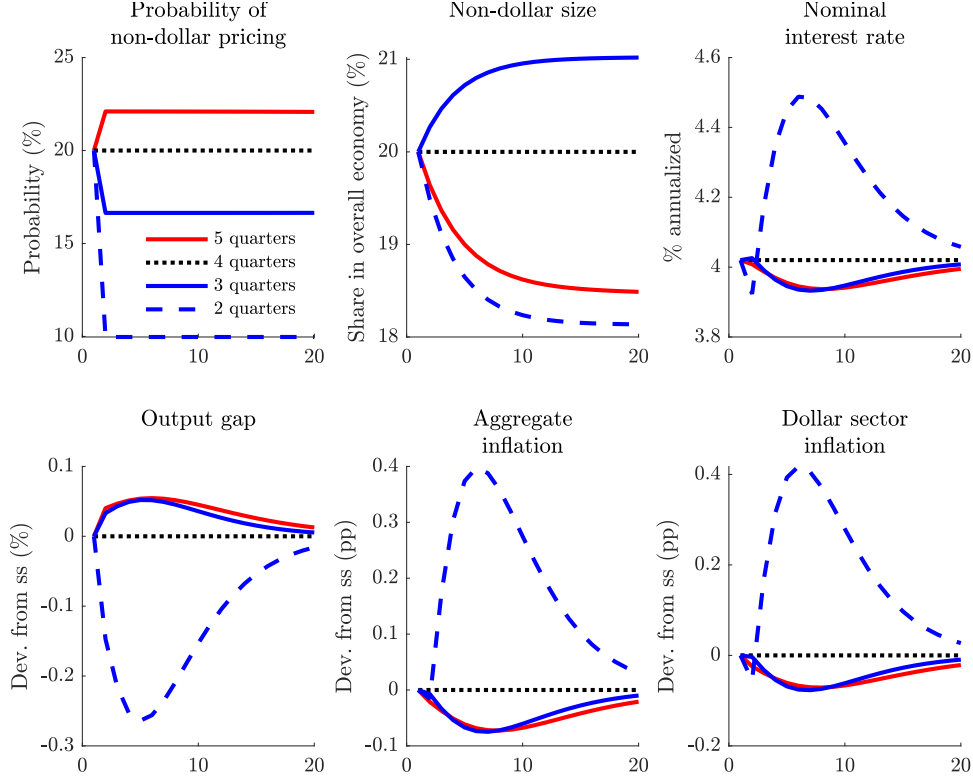 Probability of
non-dollar pricing
Non-dollar size
Nominal
interest rate
Probability (%)
25
20
15
10
0
10
20
5 quarters
4 quarters
3 quarters
2 quarters
Share in overall economy (%)
21
20
19
18
0
10
20
% annualized
4.6
4.4
4.2
4
3.8
0
10
20
Output gap
Aggregate
inflation
Dollar sector
inflation
Dev. from ss (%)
0.1
0
-0.1
-0.2
-0.3
0
10
20
Dev. from ss (pp)
0.4
0.3
0.2
0.1
0
-0.1
0
10
20
Dev. from ss (pp)
0.4
0.2
0
-0.2
0
10
20